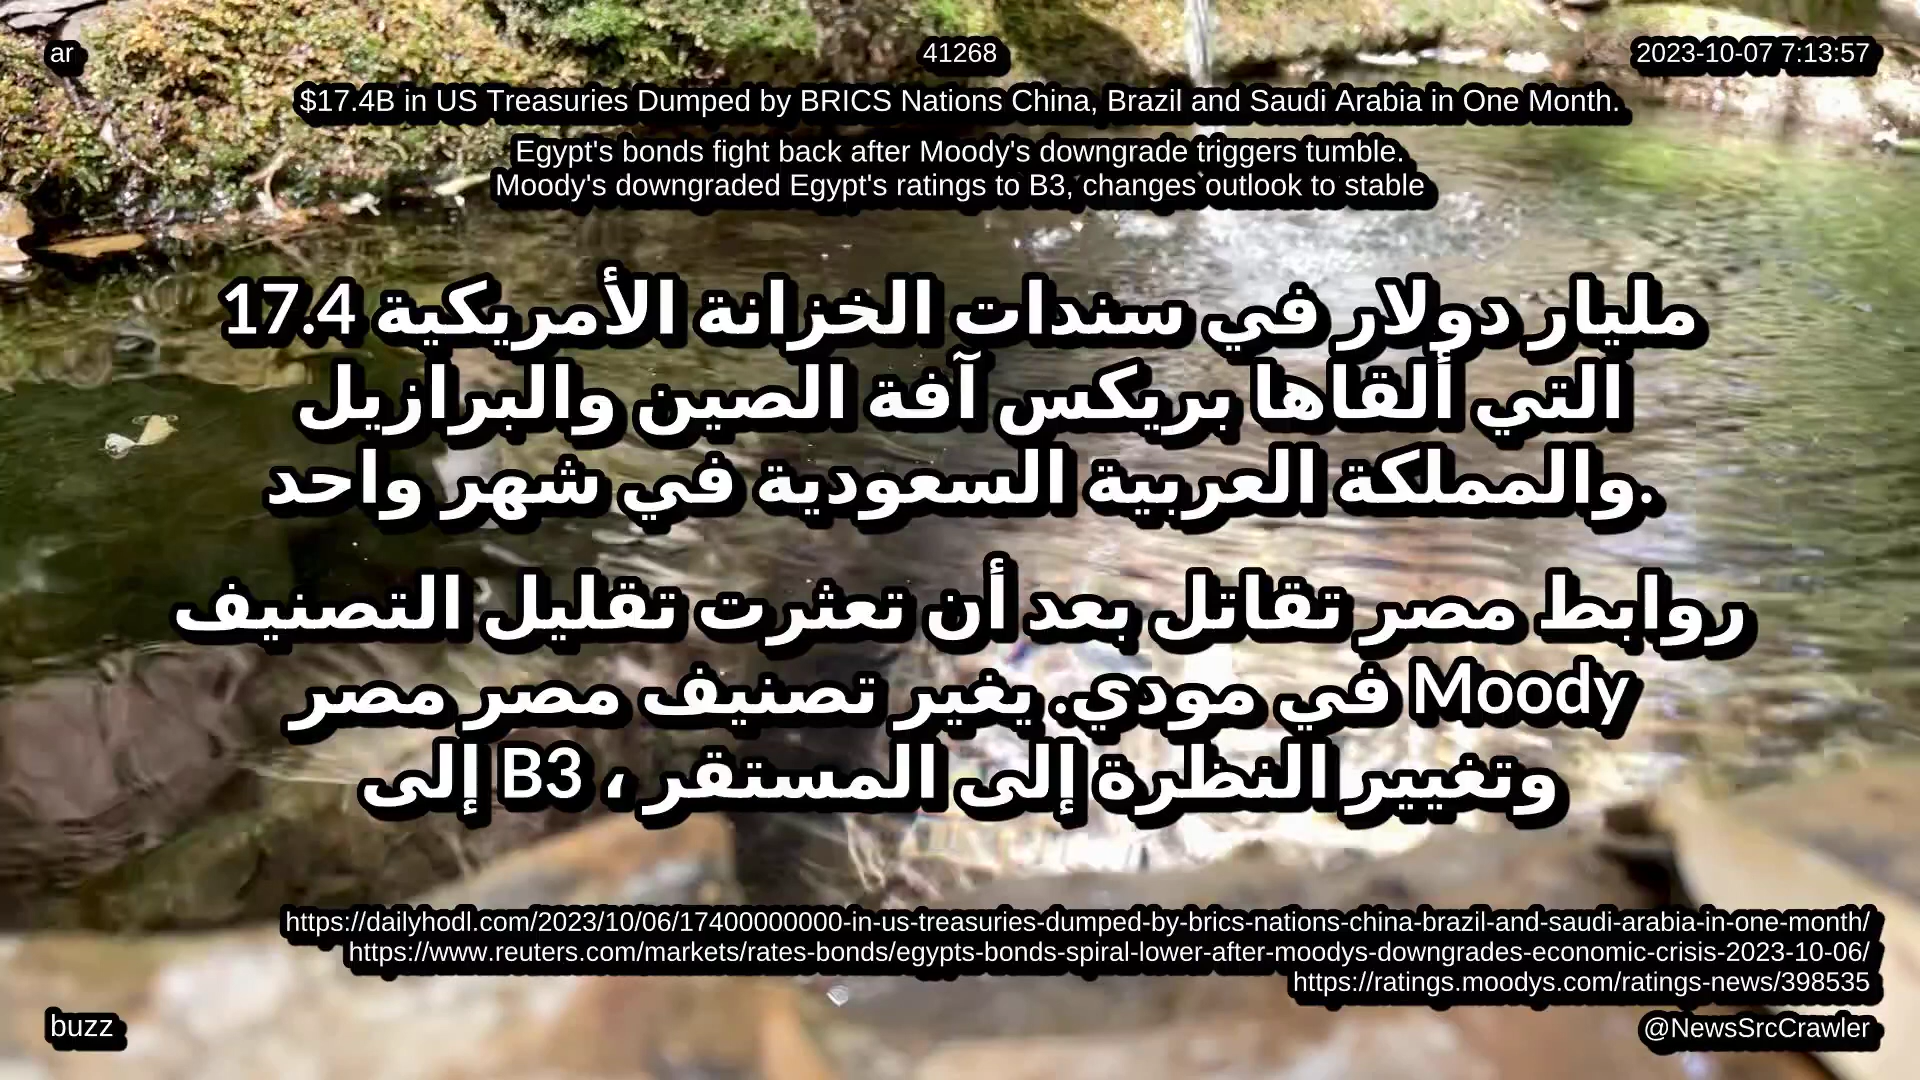 ar
41268
2023-10-07 7:13:57
$17.4B in US Treasuries Dumped by BRICS Nations China, Brazil and Saudi Arabia in One Month.
Egypt's bonds fight back after Moody's downgrade triggers tumble.
Moody's downgraded Egypt's ratings to B3, changes outlook to stable
17.4 مليار دولار في سندات الخزانة الأمريكية
التي ألقاها بريكس آفة الصين والبرازيل
والمملكة العربية السعودية في شهر واحد.
روابط مصر تقاتل بعد أن تعثرت تقليل التصنيف
Moody في مودي. يغير تصنيف مصر مصر
إلى B3 ، وتغيير النظرة إلى المستقر
https://dailyhodl.com/2023/10/06/17400000000-in-us-treasuries-dumped-by-brics-nations-china-brazil-and-saudi-arabia-in-one-month/
https://www.reuters.com/markets/rates-bonds/egypts-bonds-spiral-lower-after-moodys-downgrades-economic-crisis-2023-10-06/
https://ratings.moodys.com/ratings-news/398535
buzz
@NewsSrcCrawler